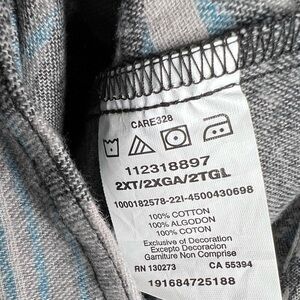 CARE328
112318897
2XT/2XGA/2TGL
1000182578-22I-4500430698
100% COTTON
100% ALGODON
100% COTON
Exclusive of Decoration
Excepto Decoracion
Garniture Non Comprise
RN 130273 CA 55394
191684725188